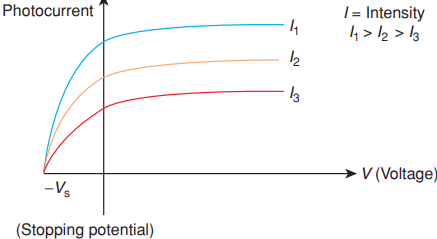 Photocurrent
I = Intensity
I₁ > I₂ > I₃
I₁
I₂
I₃
V (Voltage)
−Vₛ
(Stopping potential)